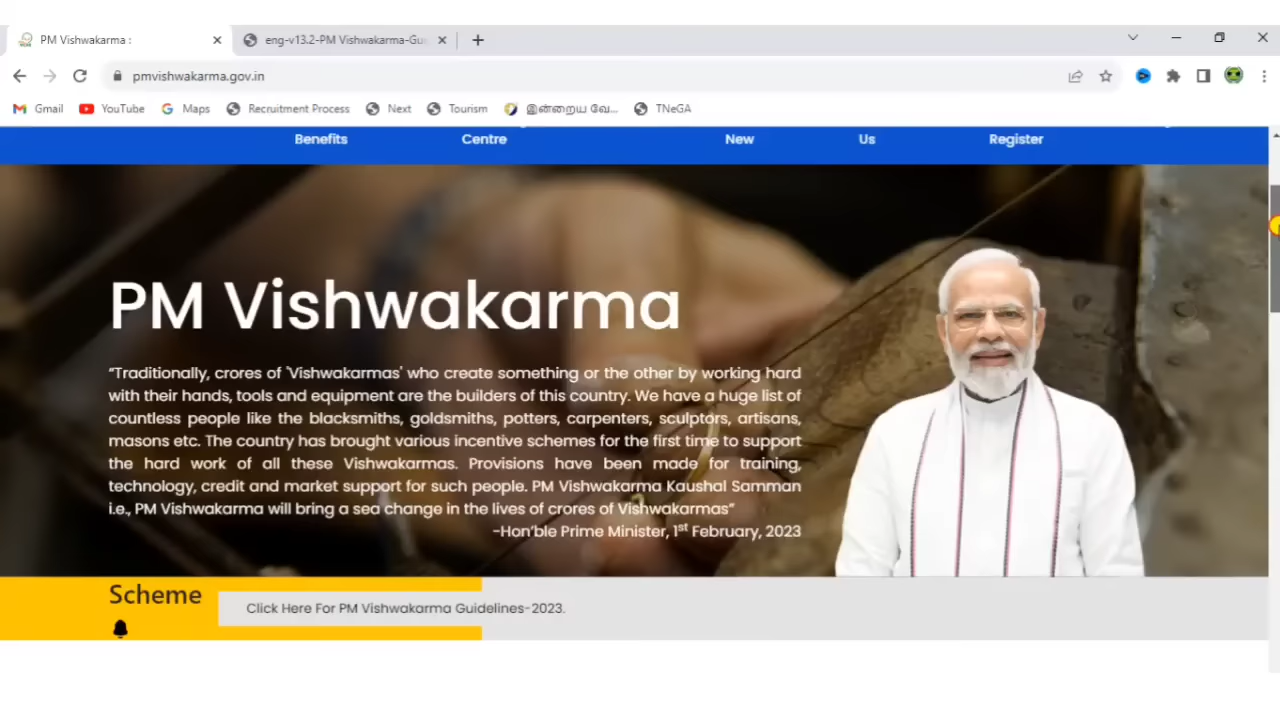 PM Vishwakarma :
eng-v13.2-PM Vishwakarma-Gui
pmvishwakarma.gov.in
Gmail
YouTube
Maps
Recruitment Process
Next
Tourism
இன்றைய வே...
TNeGA
Benefits
Centre
New
Us
Register
PM Vishwakarma
“Traditionally, crores of 'Vishwakarmas' who create something or the other by working hard
with their hands, tools and equipment are the builders of this country. We have a huge list of
countless people like the blacksmiths, goldsmiths, potters, carpenters, sculptors, artisans,
masons etc. The country has brought various incentive schemes for the first time to support
the hard work of all these Vishwakarmas. Provisions have been made for training,
technology, credit and market support for such people. PM Vishwakarma Kaushal Samman
i.e., PM Vishwakarma will bring a sea change in the lives of crores of Vishwakarmas”
-Hon’ble Prime Minister, 1st February, 2023
Scheme
Click Here For PM Vishwakarma Guidelines-2023.